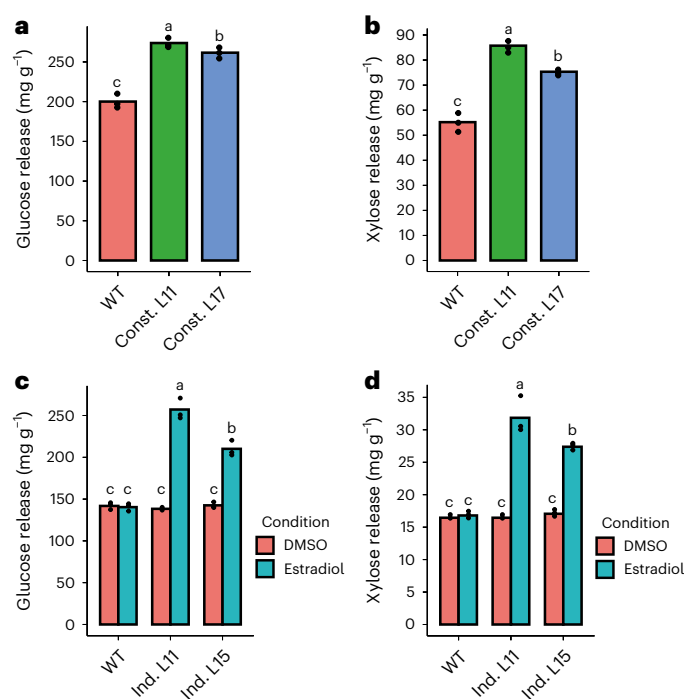 a
Glucose release (mg g⁻¹)
250
200
150
100
50
0
c
a
b
WT
Const. L11
Const. L17
b
Xylose release (mg g⁻¹)
90
80
70
60
50
40
30
20
10
0
c
a
b
WT
Const. L11
Const. L17
c
Glucose release (mg g⁻¹)
250
200
150
100
50
0
c c c a c b
WT
Ind. L11
Ind. L15
Condition
DMSO
Estradiol
d
Xylose release (mg g⁻¹)
35
30
25
20
15
10
5
0
c c c a c b
WT
Ind. L11
Ind. L15
Condition
DMSO
Estradiol